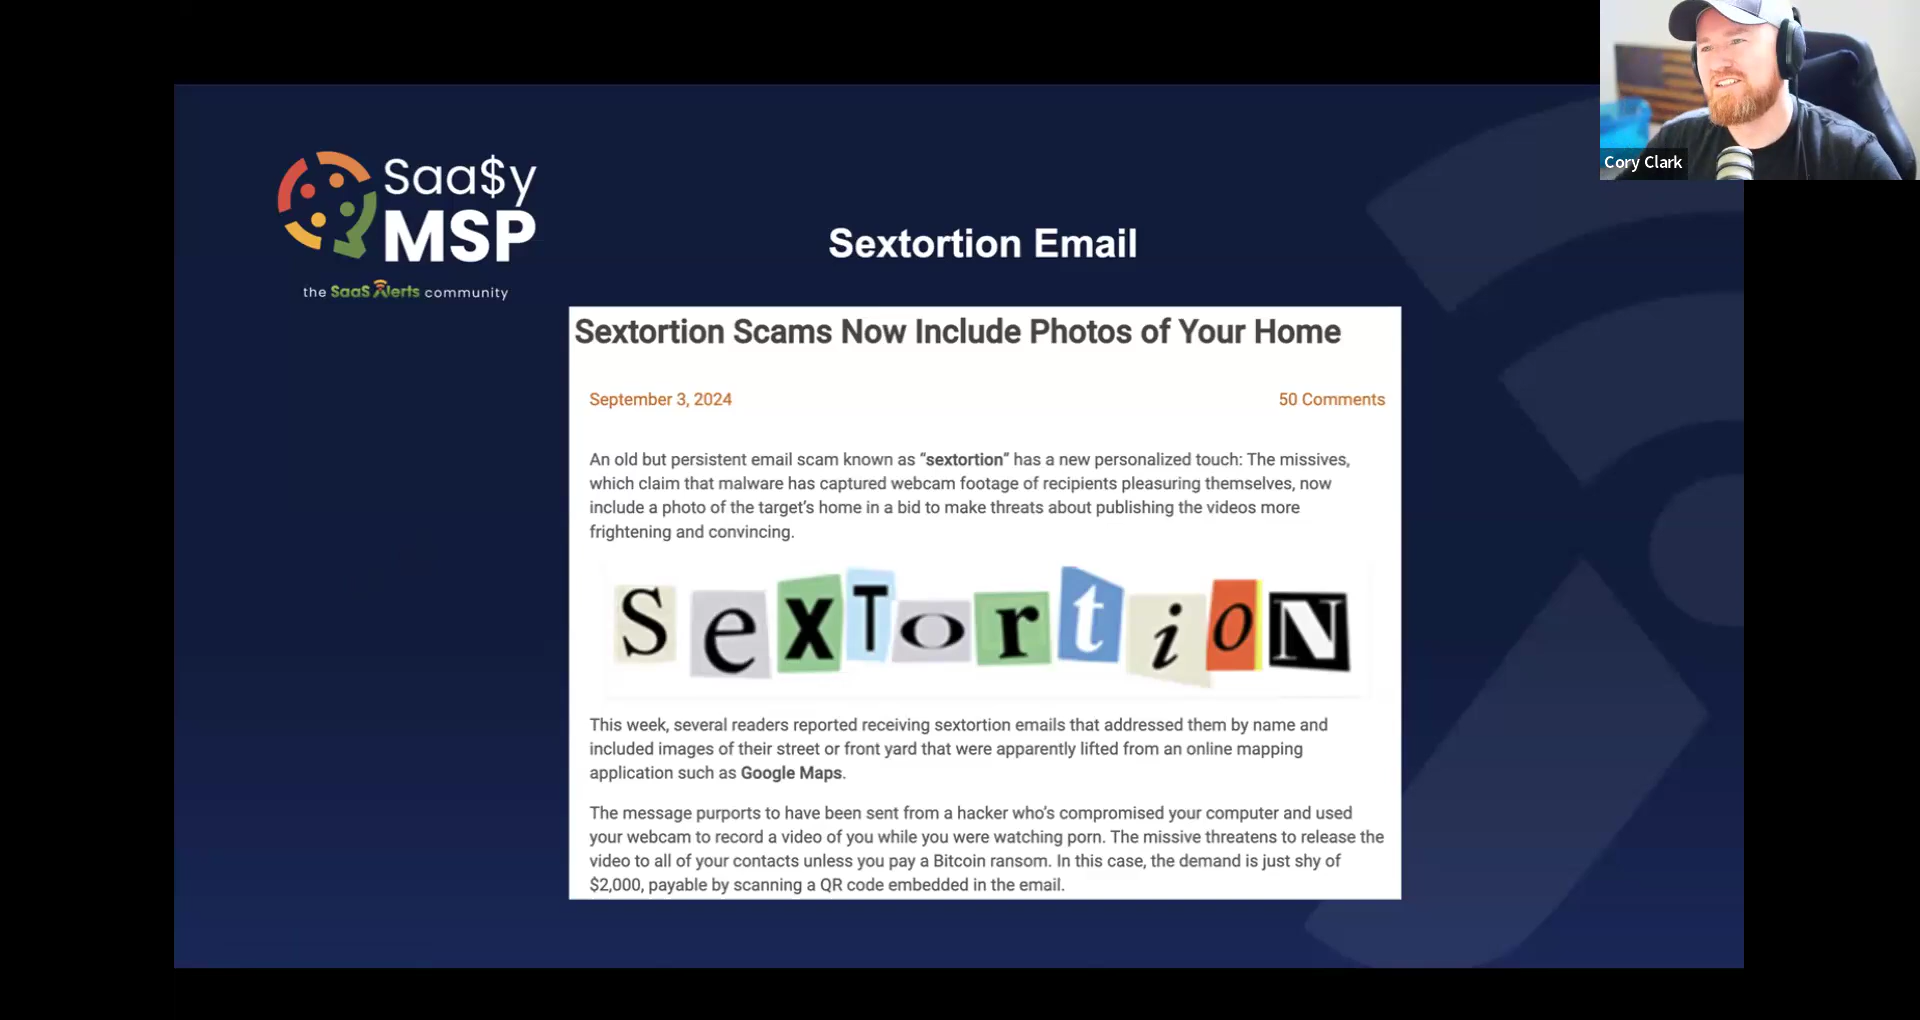 Cory Clark
Saa$y
MSP
the SaaS Alerts community
Sextortion Email
Sextortion Scams Now Include Photos of Your Home
September 3, 2024
50 Comments
An old but persistent email scam known as “sextortion” has a new personalized touch: The missives,
which claim that malware has captured webcam footage of recipients pleasuring themselves, now
include a photo of the target’s home in a bid to make threats about publishing the videos more
frightening and convincing.
SexTortioN
This week, several readers reported receiving sextortion emails that addressed them by name and
included images of their street or front yard that were apparently lifted from an online mapping
application such as Google Maps.
The message purports to have been sent from a hacker who’s compromised your computer and used
your webcam to record a video of you while you were watching porn. The missive threatens to release the
video to all of your contacts unless you pay a Bitcoin ransom. In this case, the demand is just shy of
$2,000, payable by scanning a QR code embedded in the email.